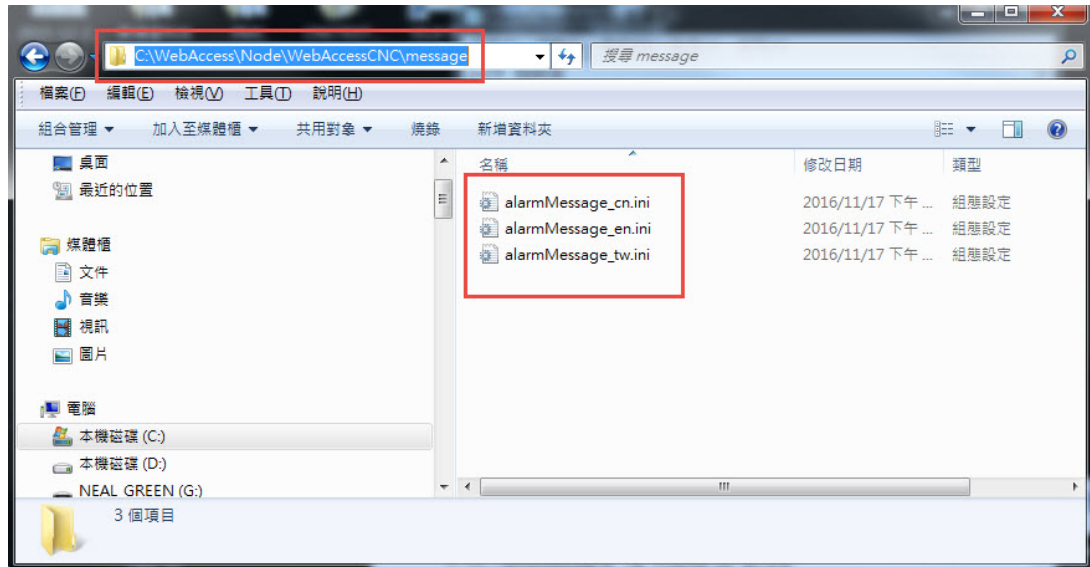 C:\WebAccess\Node\WebAccessCNC\message
搜尋 message
檔案(F) 編輯(E) 檢視(V) 工具(T) 說明(H)
組合管理 加入至媒體櫃 共用對象 燒錄 新增資料夾
桌面
最近的位置
媒體櫃
文件
音樂
視訊
圖片
電腦
本機磁碟 (C:)
本機磁碟 (D:)
NEAL GREEN (G:)
名稱 修改日期 類型
alarmMessage_cn.ini 2016/11/17 下午 ... 組態設定
alarmMessage_en.ini 2016/11/17 下午 ... 組態設定
alarmMessage_tw.ini 2016/11/17 下午 ... 組態設定
3 個項目